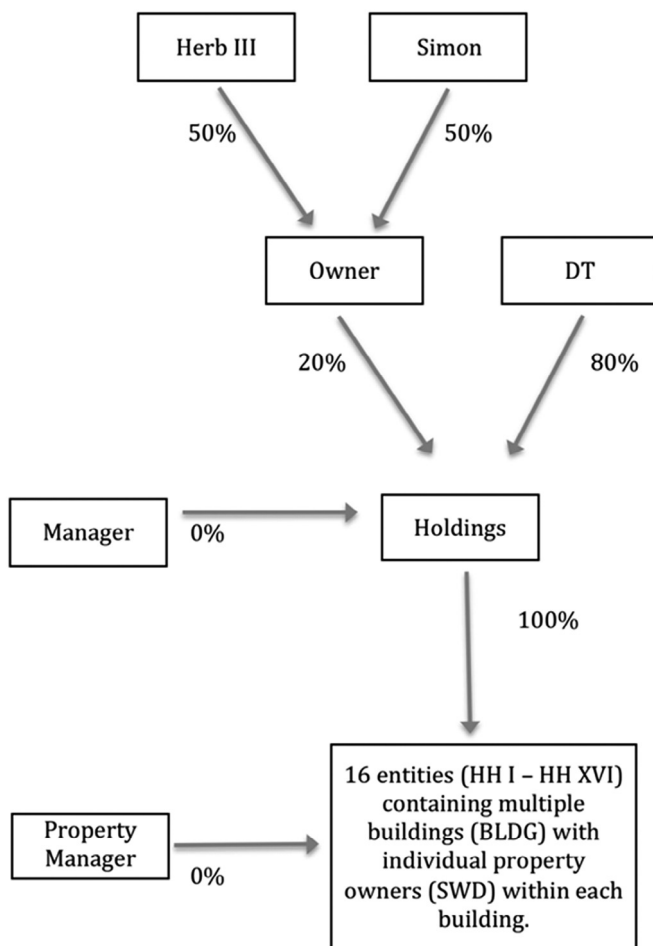 Herb III
Simon
50%
50%
Owner
DT
20%
80%
Manager
0%
Holdings
100%
16 entities (HH I – HH XVI)
containing multiple
buildings (BLDG) with
individual property
owners (SWD) within each
building.
Property
Manager
0%